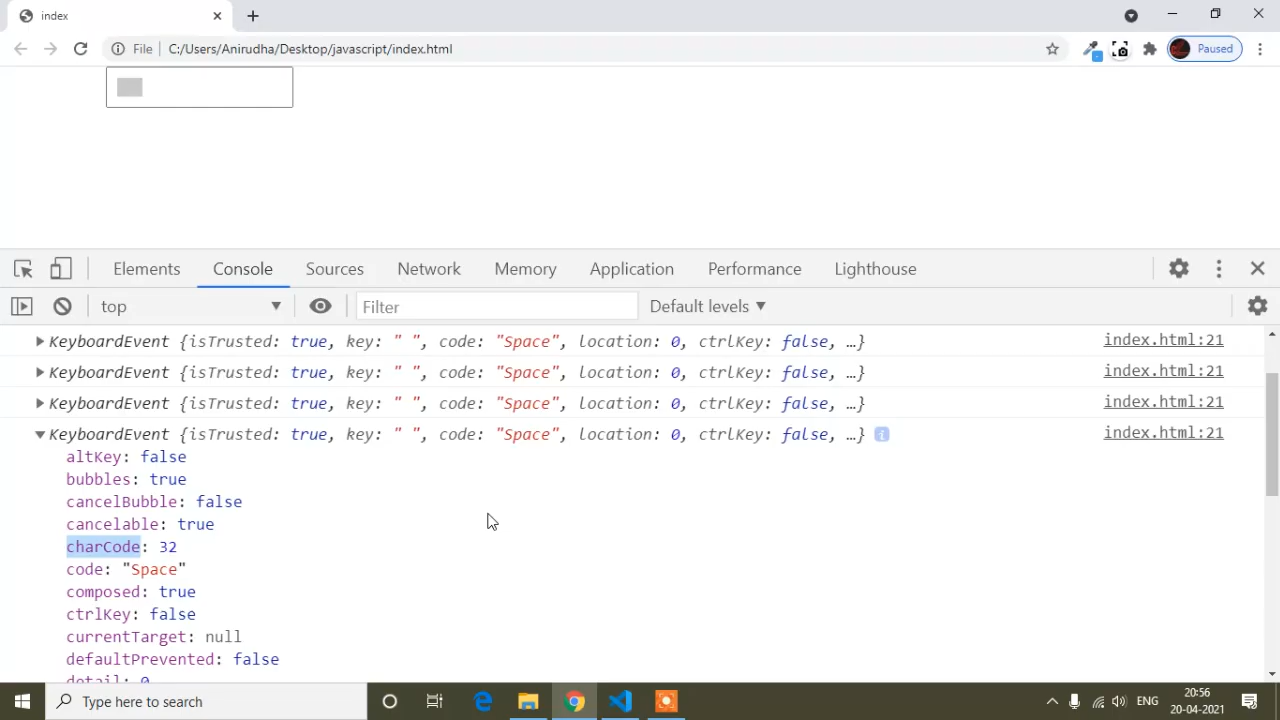 index
File C:/Users/Anirudha/Desktop/javascript/index.html Paused
Elements Console Sources Network Memory Application Performance Lighthouse
top Filter Default levels
KeyboardEvent {isTrusted: true, key: " ", code: "Space", location: 0, ctrlKey: false, …} index.html:21
KeyboardEvent {isTrusted: true, key: " ", code: "Space", location: 0, ctrlKey: false, …} index.html:21
KeyboardEvent {isTrusted: true, key: " ", code: "Space", location: 0, ctrlKey: false, …} index.html:21
KeyboardEvent {isTrusted: true, key: " ", code: "Space", location: 0, ctrlKey: false, …} index.html:21
altKey: false
bubbles: true
cancelBubble: false
cancelable: true
charCode: 32
code: "Space"
composed: true
ctrlKey: false
currentTarget: null
defaultPrevented: false
detail: 0
Type here to search ENG 20:56
20-04-2021